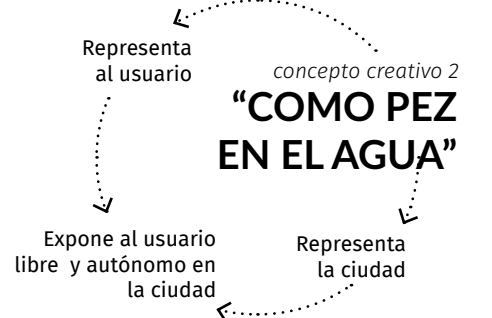 Representa
al usuario
concepto creativo 2
“COMO PEZ
EN EL AGUA”
Expone al usuario
libre y autónomo en
la ciudad
Representa
la ciudad